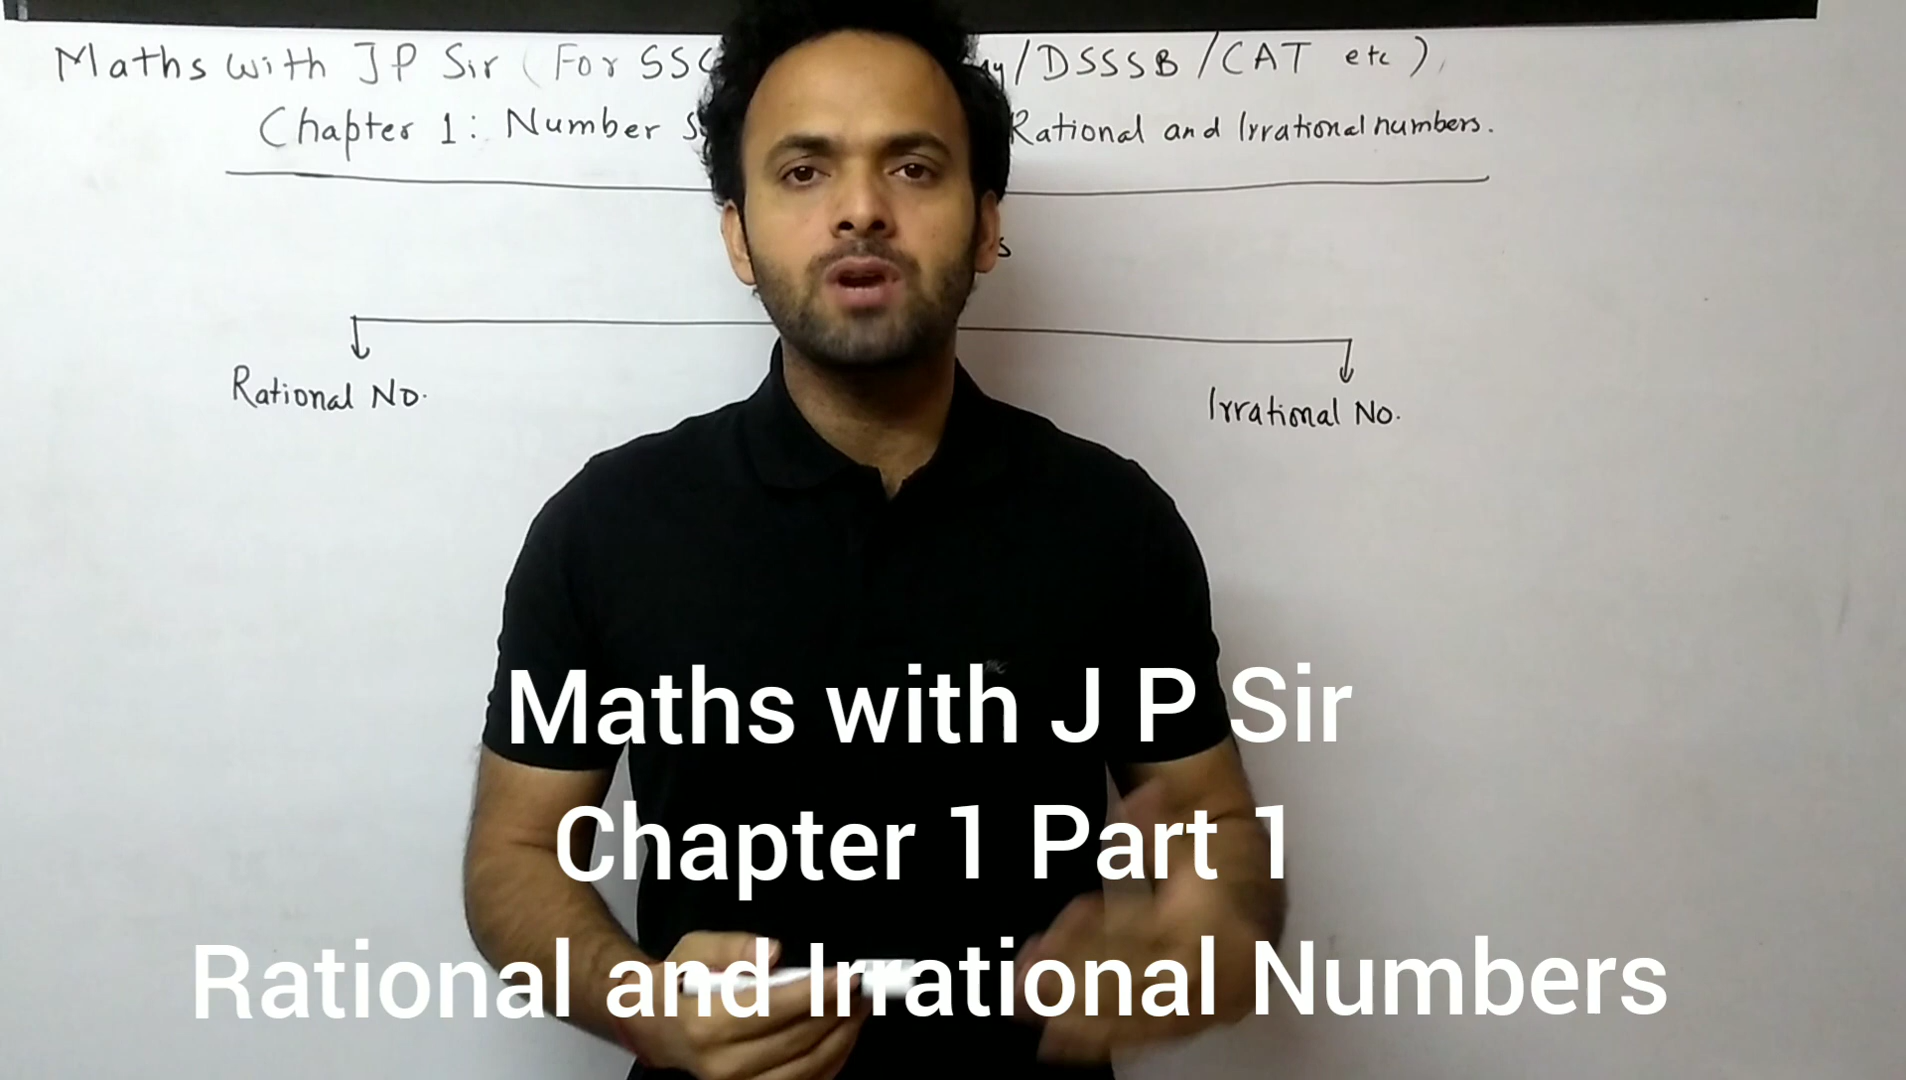 Maths with J P Sir (For SSC /DSSSB/CAT etc),
Chapter 1: Number Rational and Irrational numbers.
Rational No.
Irrational No.
Maths with J P Sir
Chapter 1 Part 1
Rational and Irrational Numbers